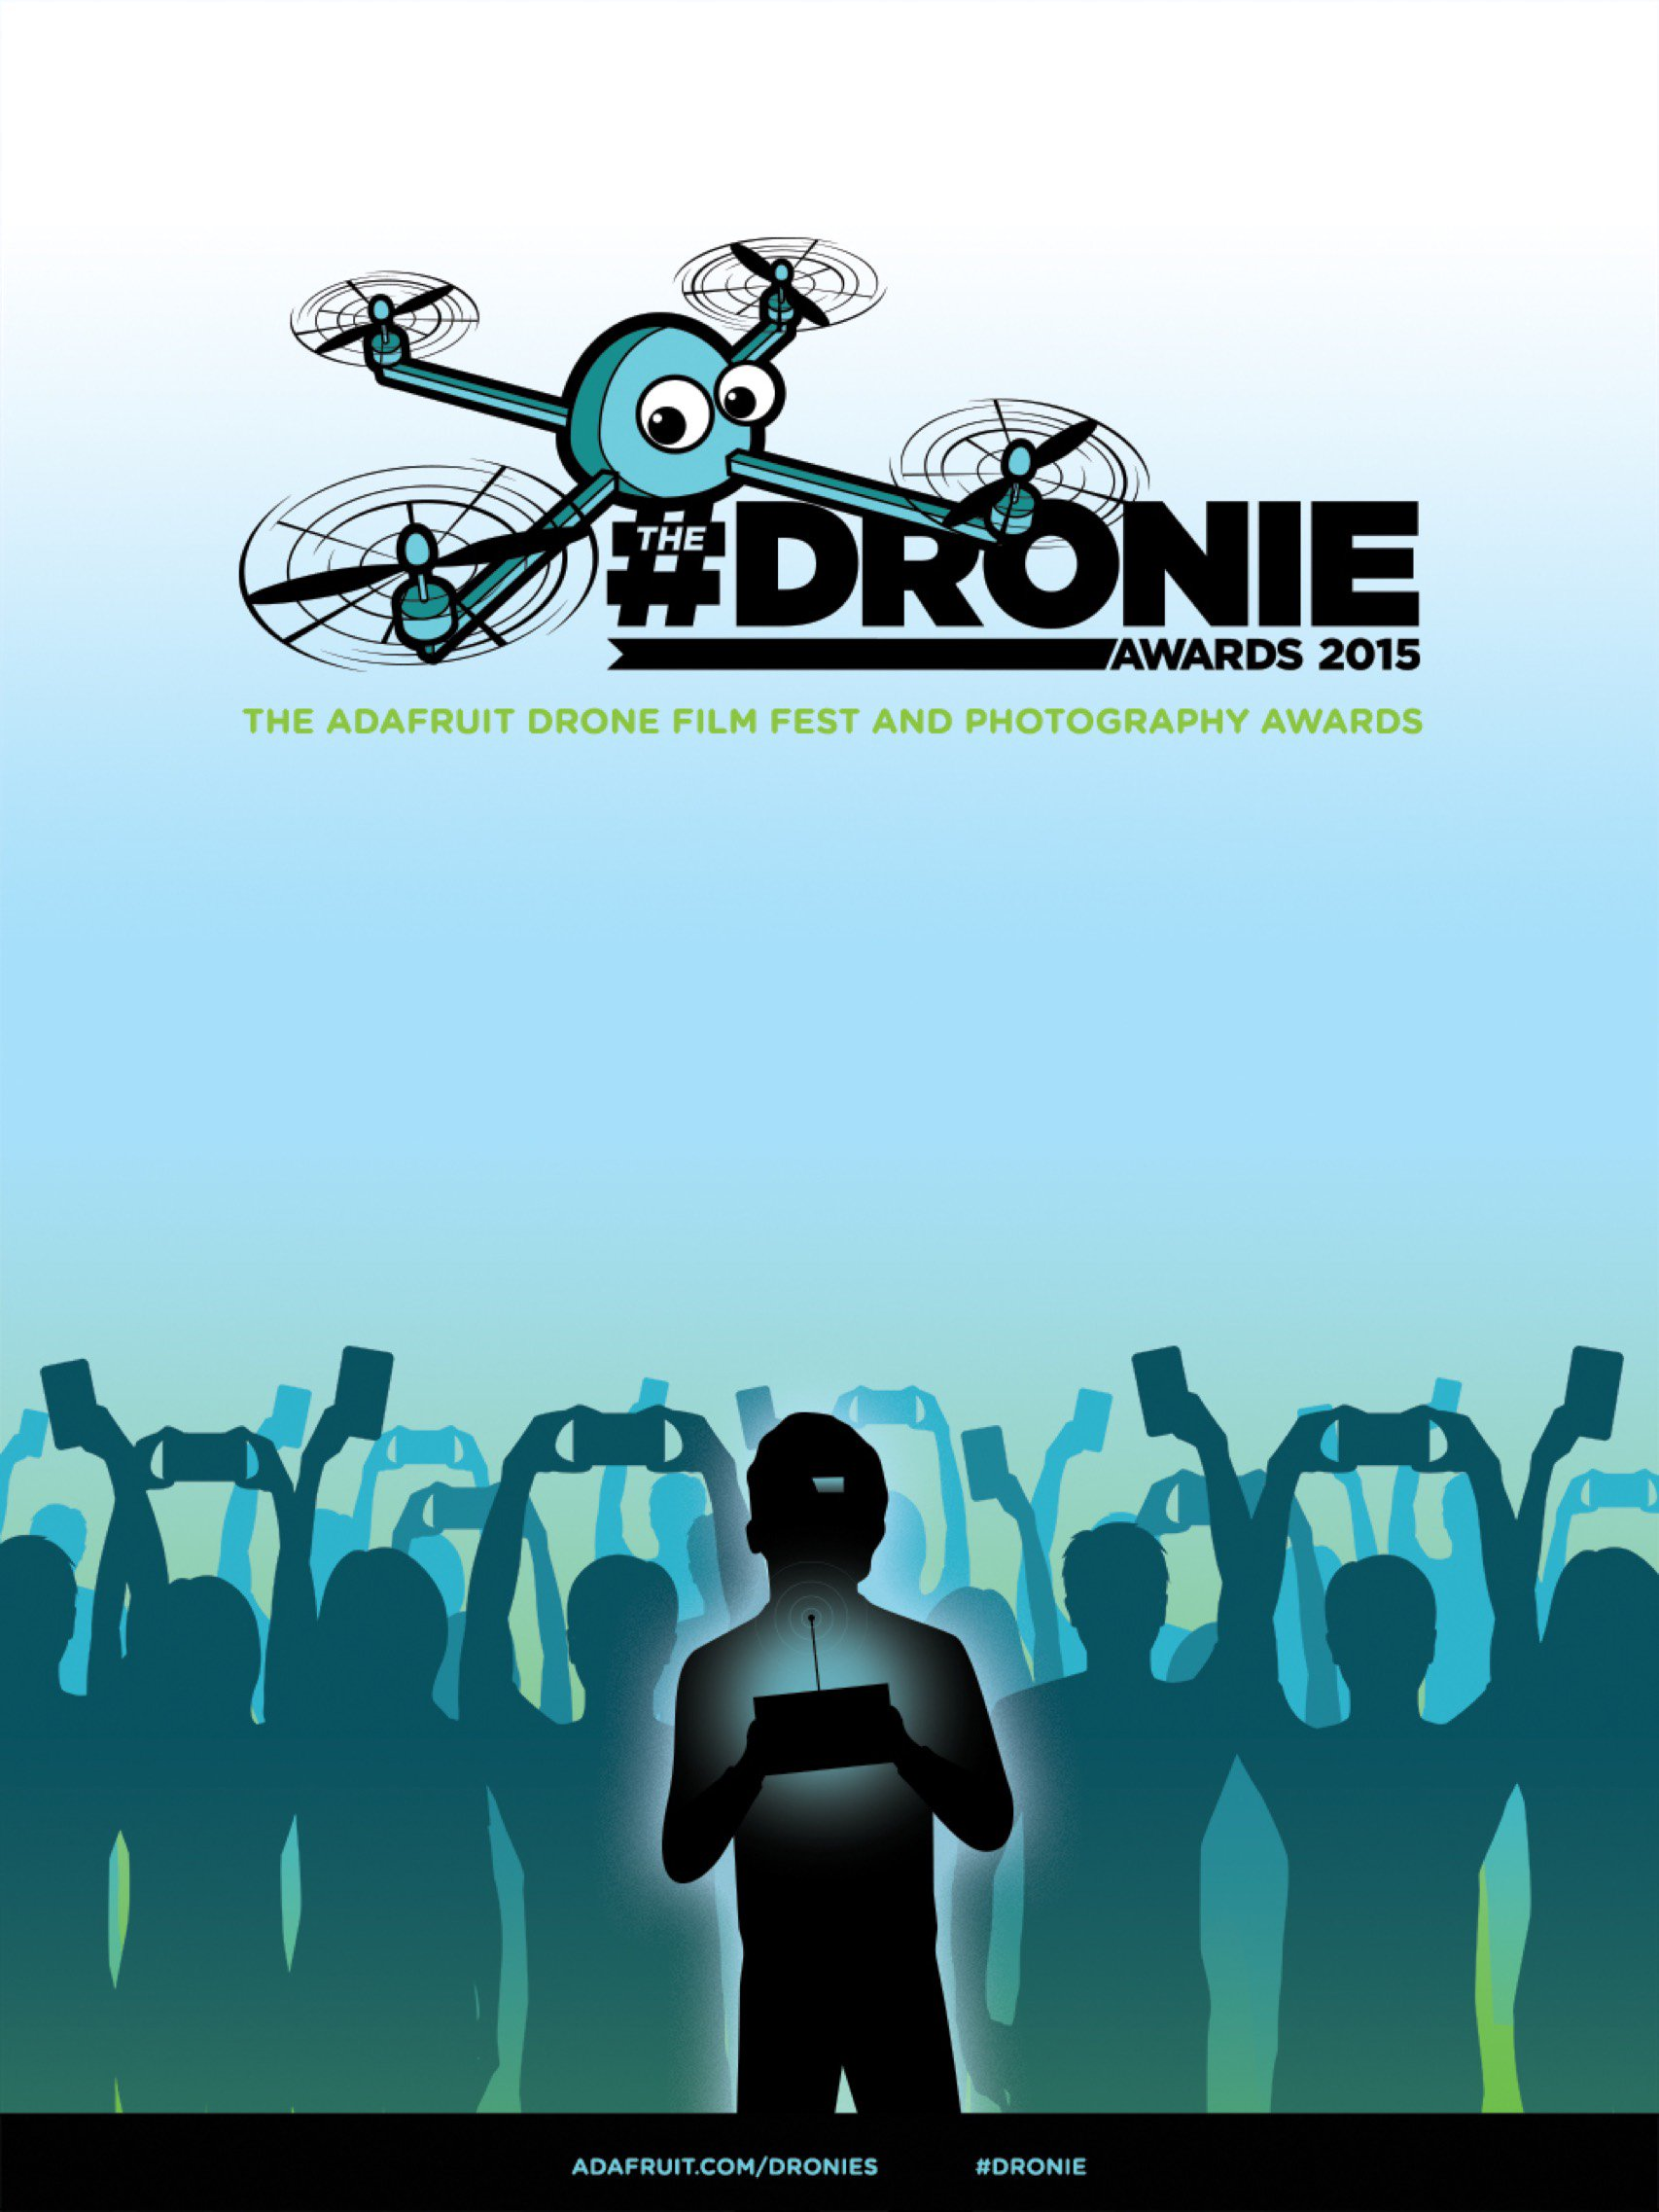 THE
#DRONIE
AWARDS 2015
THE ADAFRUIT DRONE FILM FEST AND PHOTOGRAPHY AWARDS
ADAFRUIT.COM/DRONIES #DRONIE